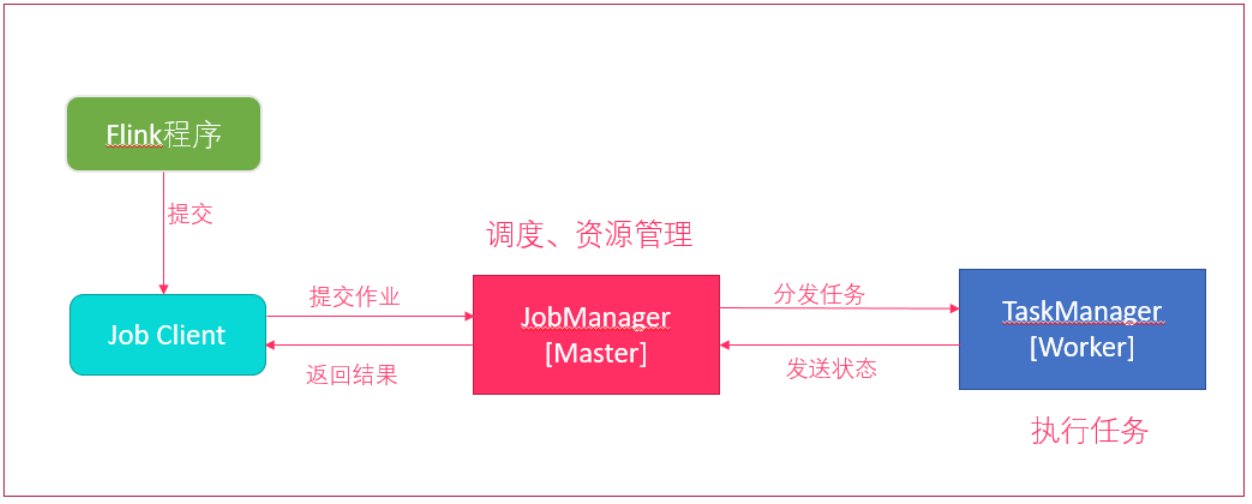 Flink程序
提交
调度、资源管理
提交作业
分发任务
Job Client
JobManager
[Master]
TaskManager
[Worker]
返回结果
发送状态
执行任务